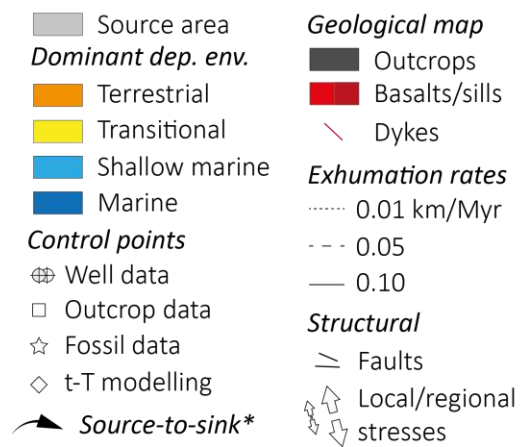 Source area
Dominant dep. env.
Terrestrial
Transitional
Shallow marine
Marine
Control points
Well data
Outcrop data
Fossil data
t-T modelling
Source-to-sink*
Geological map
Outcrops
Basalts/sills
Dykes
Exhumation rates
0.01 km/Myr
0.05
0.10
Structural
Faults
Local/regional
stresses